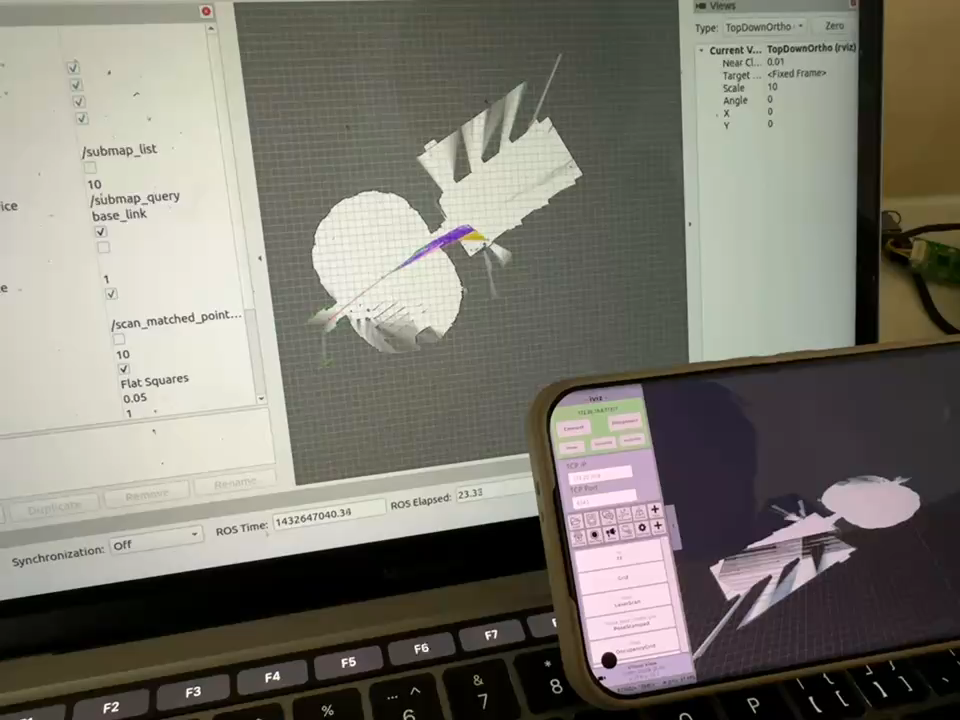 Views
Type: TopDownOrtho
Zero
Current V... TopDownOrtho (rviz)
Near Cl... 0.01
Target ... <Fixed Frame>
Scale 10
Angle 0
X 0
Y 0
/submap_list
10
/submap_query
base_link
1
/scan_matched_point...
10
Flat Squares
0.05
1
Duplicate
Remove
Rename
Synchronization: Off
ROS Time: 1432647040.34
ROS Elapsed: 23.33
rviz
TCP IP
TCP Port
Grid
LaserScan
PoseStamped
OccupancyGrid
F2
F3
F4
F5
F6
F7
%
^
6
&
7
*
8
P
{
[
}
]